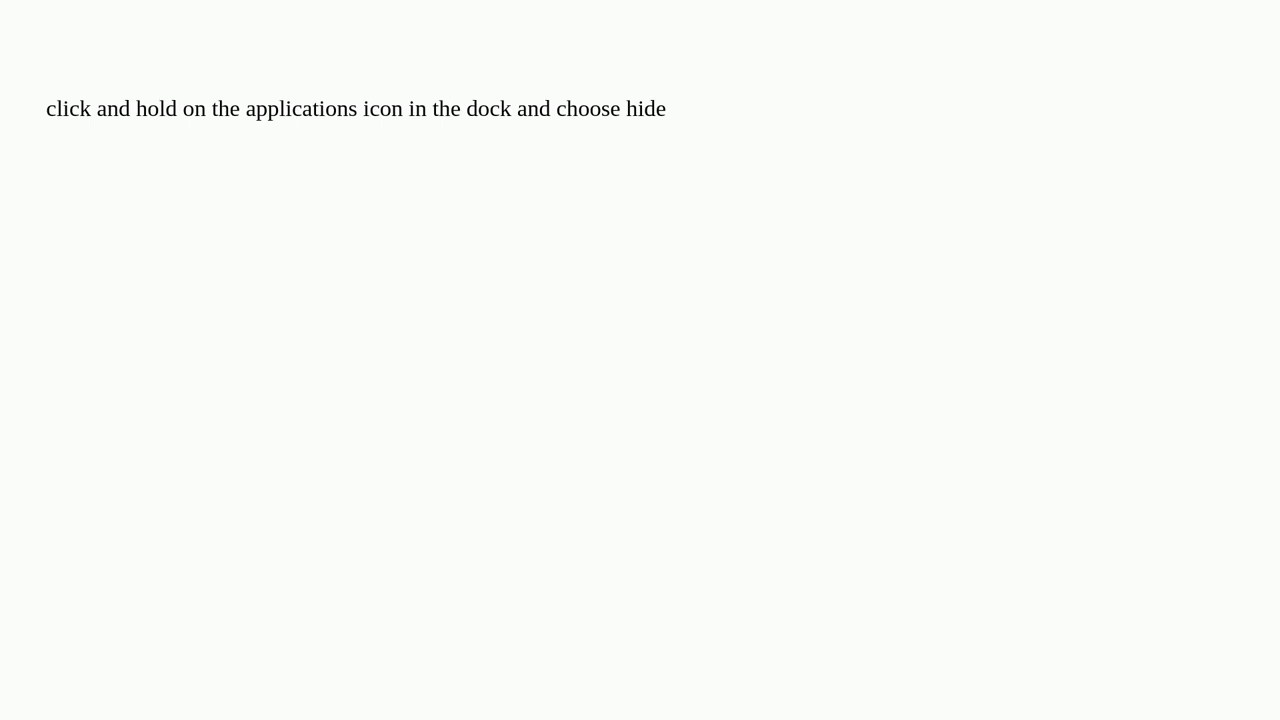 click and hold on the applications icon in the dock and choose hide